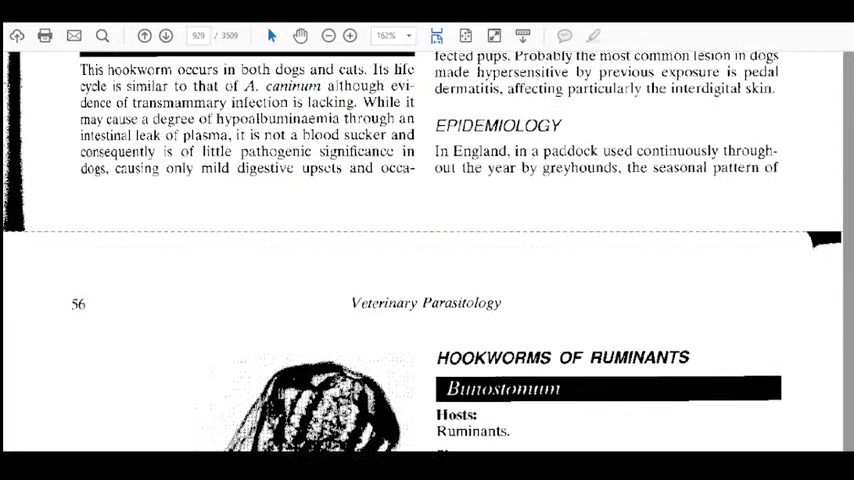 929 / 3509
162%
This hookworm occurs in both dogs and cats. Its life
cycle is similar to that of A. caninum although evi-
dence of transmammary infection is lacking. While it
may cause a degree of hypoalbuminaemia through an
intestinal leak of plasma, it is not a blood sucker and
consequently is of little pathogenic significance in
dogs, causing only mild digestive upsets and occa-
fected pups. Probably the most common lesion in dogs
made hypersensitive by previous exposure is pedal
dermatitis, affecting particularly the interdigital skin.
EPIDEMIOLOGY
In England, in a paddock used continuously through-
out the year by greyhounds, the seasonal pattern of
56
Veterinary Parasitology
HOOKWORMS OF RUMINANTS
Bunostomum
Hosts:
Ruminants.